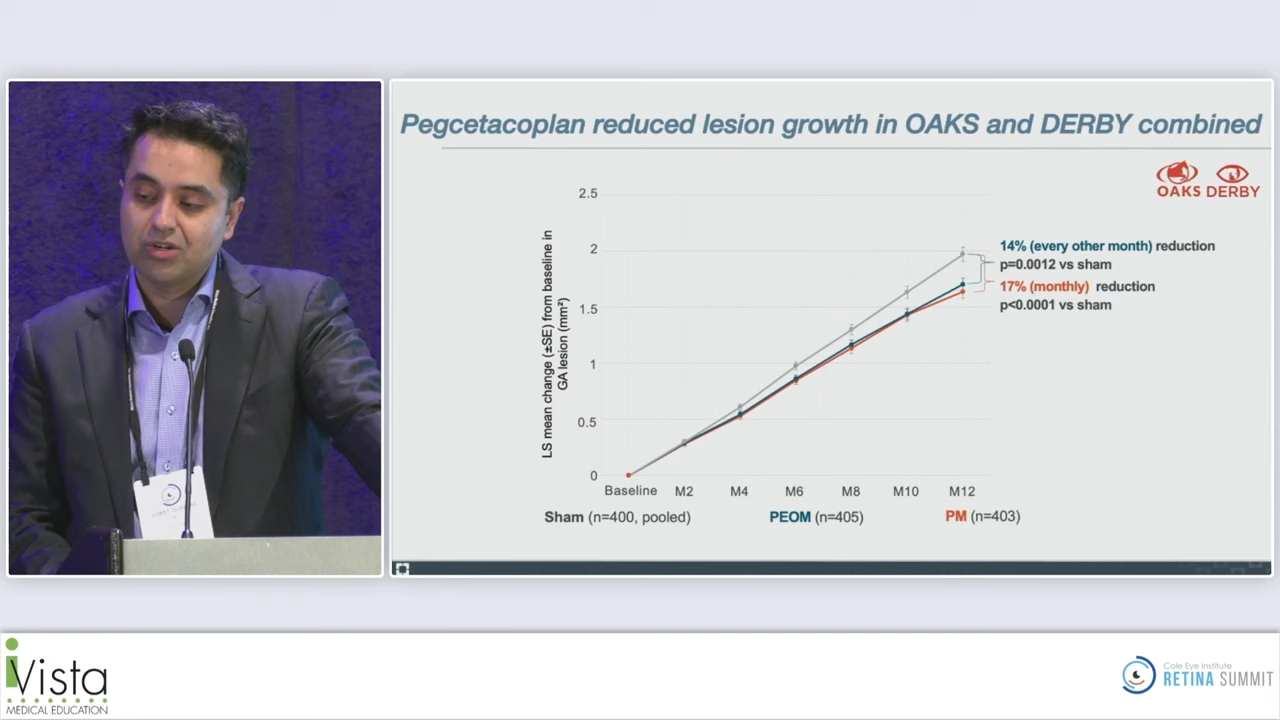 Pegcetacoplan reduced lesion growth in OAKS and DERBY combined
OAKS DERBY
LS mean change (±SE) from baseline in
GA lesion (mm²)
2.5
2
1.5
1
0.5
0
Baseline M2 M4 M6 M8 M10 M12
14% (every other month) reduction
p=0.0012 vs sham
17% (monthly) reduction
p<0.0001 vs sham
Sham (n=400, pooled) PEOM (n=405) PM (n=403)
iVista
MEDICAL EDUCATION
Cole Eye Institute
RETINA SUMMIT